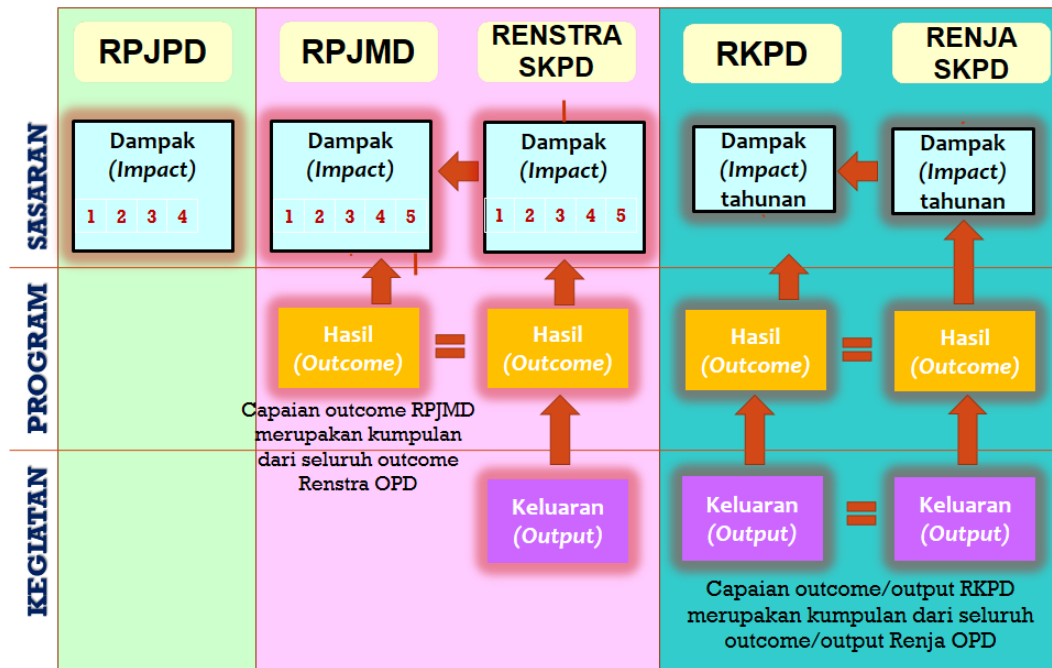 RPJPD
RPJMD
RENSTRA
SKPD
RKPD
RENJA
SKPD
SASARAN
Dampak
(Impact)
1 2 3 4
Dampak
(Impact)
1 2 3 4 5
Dampak
(Impact)
1 2 3 4 5
Dampak
(Impact)
tahunan
Dampak
(Impact)
tahunan
PROGRAM
Hasil
(Outcome)
=
Hasil
(Outcome)
Hasil
(Outcome)
=
Hasil
(Outcome)
Capaian outcome RPJMD
merupakan kumpulan
dari seluruh outcome
Renstra OPD
KEGIATAN
Keluaran
(Output)
Keluaran
(Output)
=
Keluaran
(Output)
Capaian outcome/output RKPD
merupakan kumpulan dari seluruh
outcome/output Renja OPD